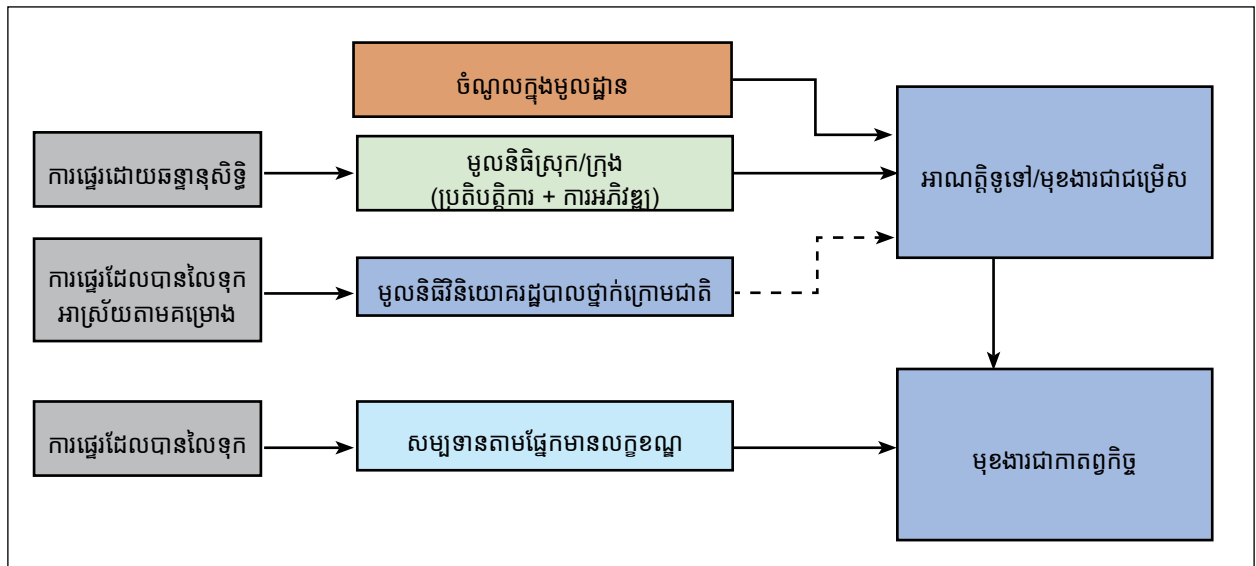 ចំណូលក្នុងមូលដ្ឋាន
ការផ្ទេរដោយឆន្ទានុសិទ្ធិ
មូលនិធិស្រុក/ក្រុង
(ប្រតិបត្តិការ + ការអភិវឌ្ឍ)
អាណត្តិទូទៅ/មុខងារជាជម្រើស
ការផ្ទេរដែលបានលៃទុក
អាស្រ័យតាមគម្រោង
មូលនិធីវិនិយោគរដ្ឋបាលថ្នាក់ក្រោមជាតិ
ការផ្ទេរដែលបានលៃទុក
សម្បទានតាមផ្នែកមានលក្ខខណ្ឌ
មុខងារជាកាតព្វកិច្ច